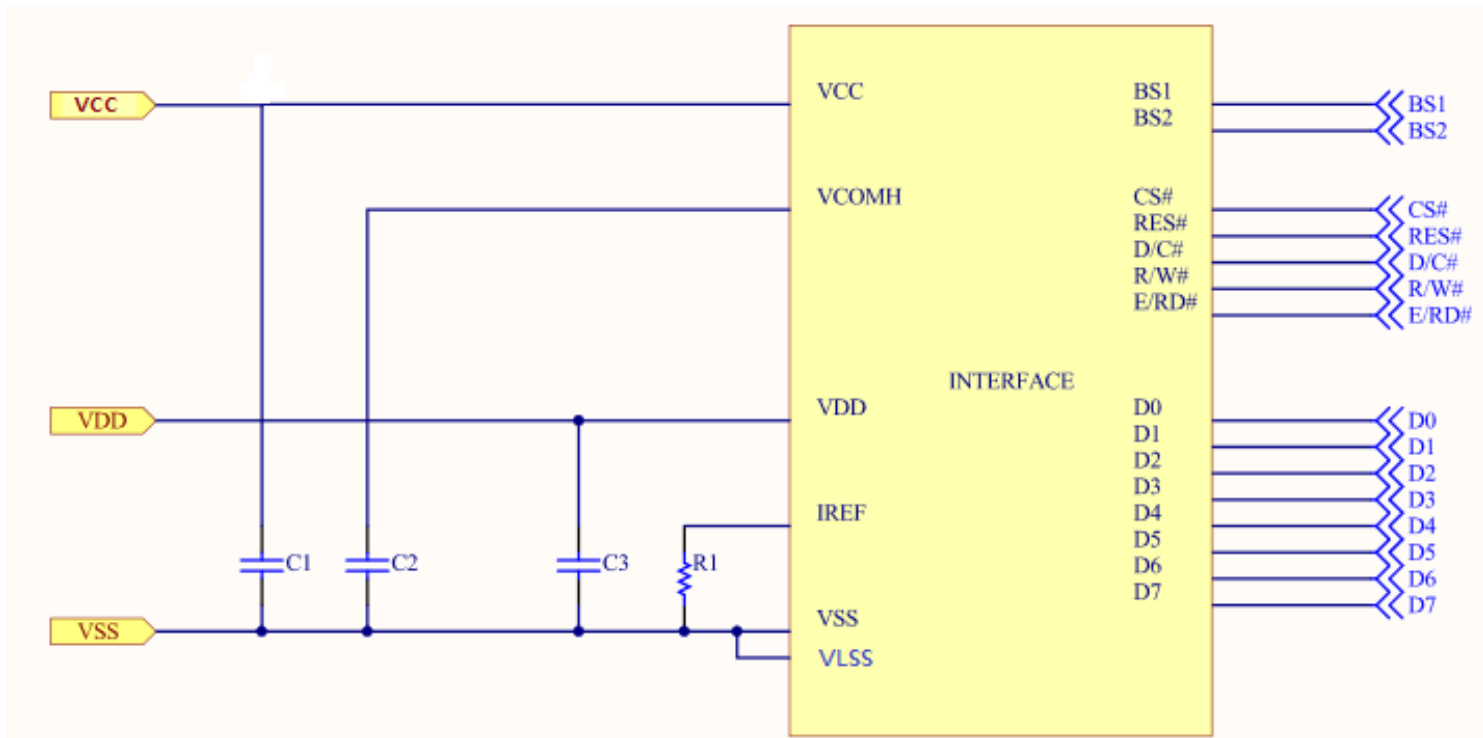 VCC
VDD
VSS
C1
C2
C3
R1
VCC
VCOMH
VDD
IREF
VSS
VLSS
INTERFACE
BS1
BS2
CS#
RES#
D/C#
R/W#
E/RD#
D0
D1
D2
D3
D4
D5
D6
D7
BS1
BS2
CS#
RES#
D/C#
R/W#
E/RD#
D0
D1
D2
D3
D4
D5
D6
D7